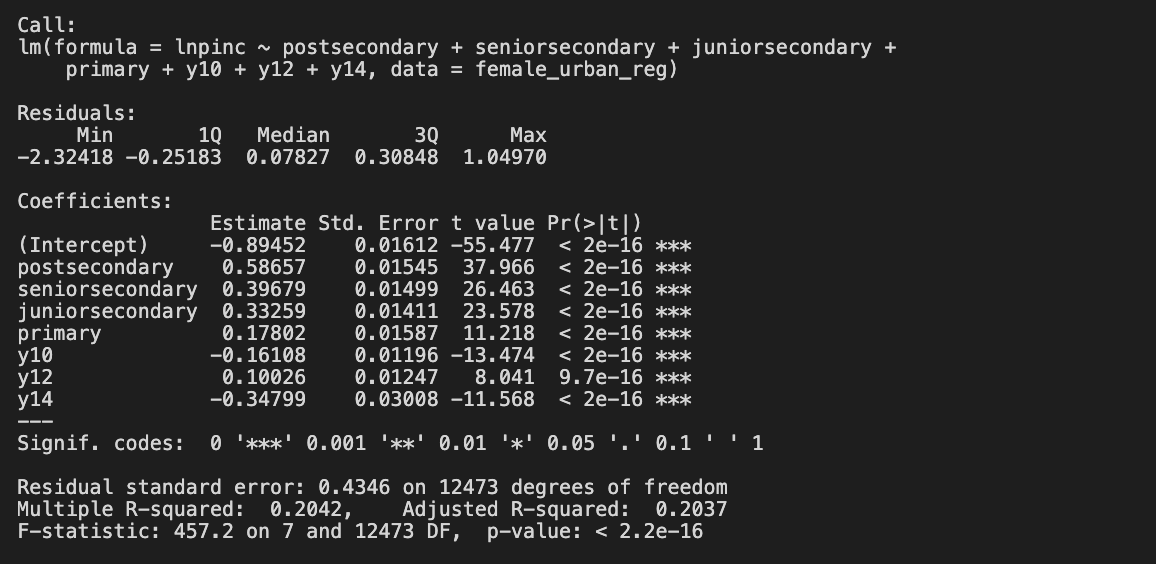 Call:
lm(formula = lnpinc ~ postsecondary + seniorsecondary + juniorsecondary +
    primary + y10 + y12 + y14, data = female_urban_reg)

Residuals:
     Min       1Q   Median       3Q      Max
-2.32418 -0.25183  0.07827  0.30848  1.04970

Coefficients:
                Estimate Std. Error t value Pr(>|t|)
(Intercept)     -0.89452    0.01612 -55.477  < 2e-16 ***
postsecondary    0.58657    0.01545  37.966  < 2e-16 ***
seniorsecondary  0.39679    0.01499  26.463  < 2e-16 ***
juniorsecondary  0.33259    0.01411  23.578  < 2e-16 ***
primary          0.17802    0.01587  11.218  < 2e-16 ***
y10             -0.16108    0.01196 -13.474  < 2e-16 ***
y12              0.10026    0.01247   8.041  9.7e-16 ***
y14             -0.34799    0.03008 -11.568  < 2e-16 ***
---
Signif. codes:  0 '***' 0.001 '**' 0.01 '*' 0.05 '.' 0.1 ' ' 1

Residual standard error: 0.4346 on 12473 degrees of freedom
Multiple R-squared:  0.2042,    Adjusted R-squared:  0.2037
F-statistic: 457.2 on 7 and 12473 DF,  p-value: < 2.2e-16